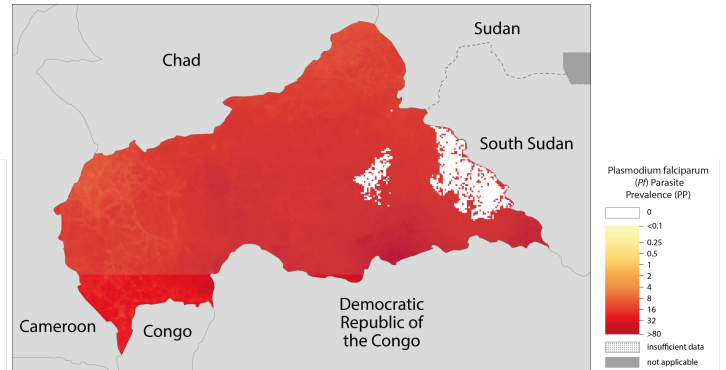 Sudan
Chad
South Sudan
Democratic
Republic of
the Congo
Cameroon
Congo
Plasmodium falciparum
(Pf) Parasite
Prevalence (PP)
0
<0.1
0.25
0.5
1
2
4
8
16
32
>80
insufficient data
not applicable